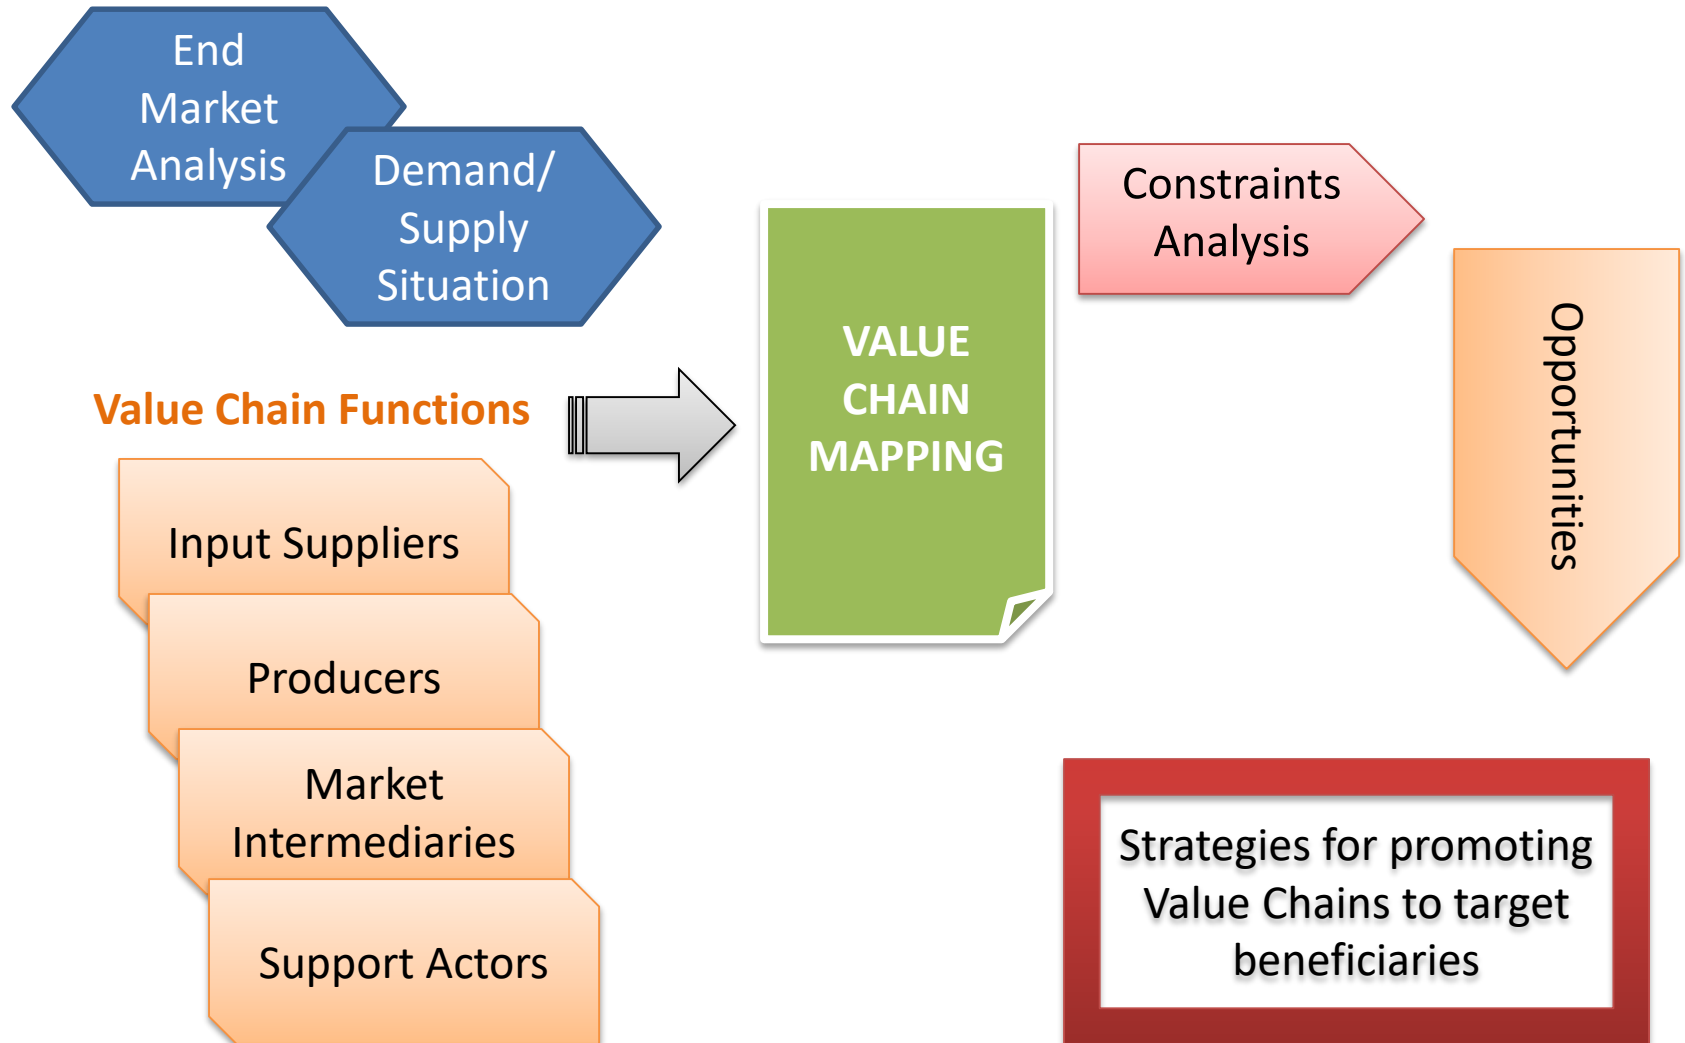 End
Market
Analysis
Demand/
Supply
Situation
Value Chain Functions
Input Suppliers
Producers
Market
Intermediaries
Support Actors
VALUE
CHAIN
MAPPING
Constraints
Analysis
Opportunities
Strategies for promoting
Value Chains to target
beneficiaries